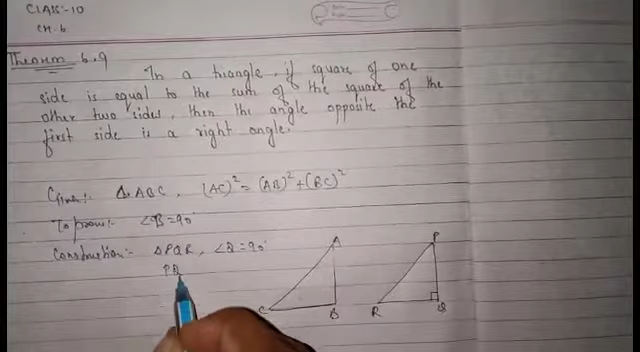 CLASS-10
CH-6
Theorem 6.9
In a triangle, if square of one
side is equal to the sum of the square of the
other two sides, then the angle opposite the
first side is a right angle.
Given:- ΔABC, (AC)² = (AB)² + (BC)²
To prove:- ∠B = 90°
Construction:- ΔPQR, ∠Q = 90°
PQ
A
P
C
B
R
Q